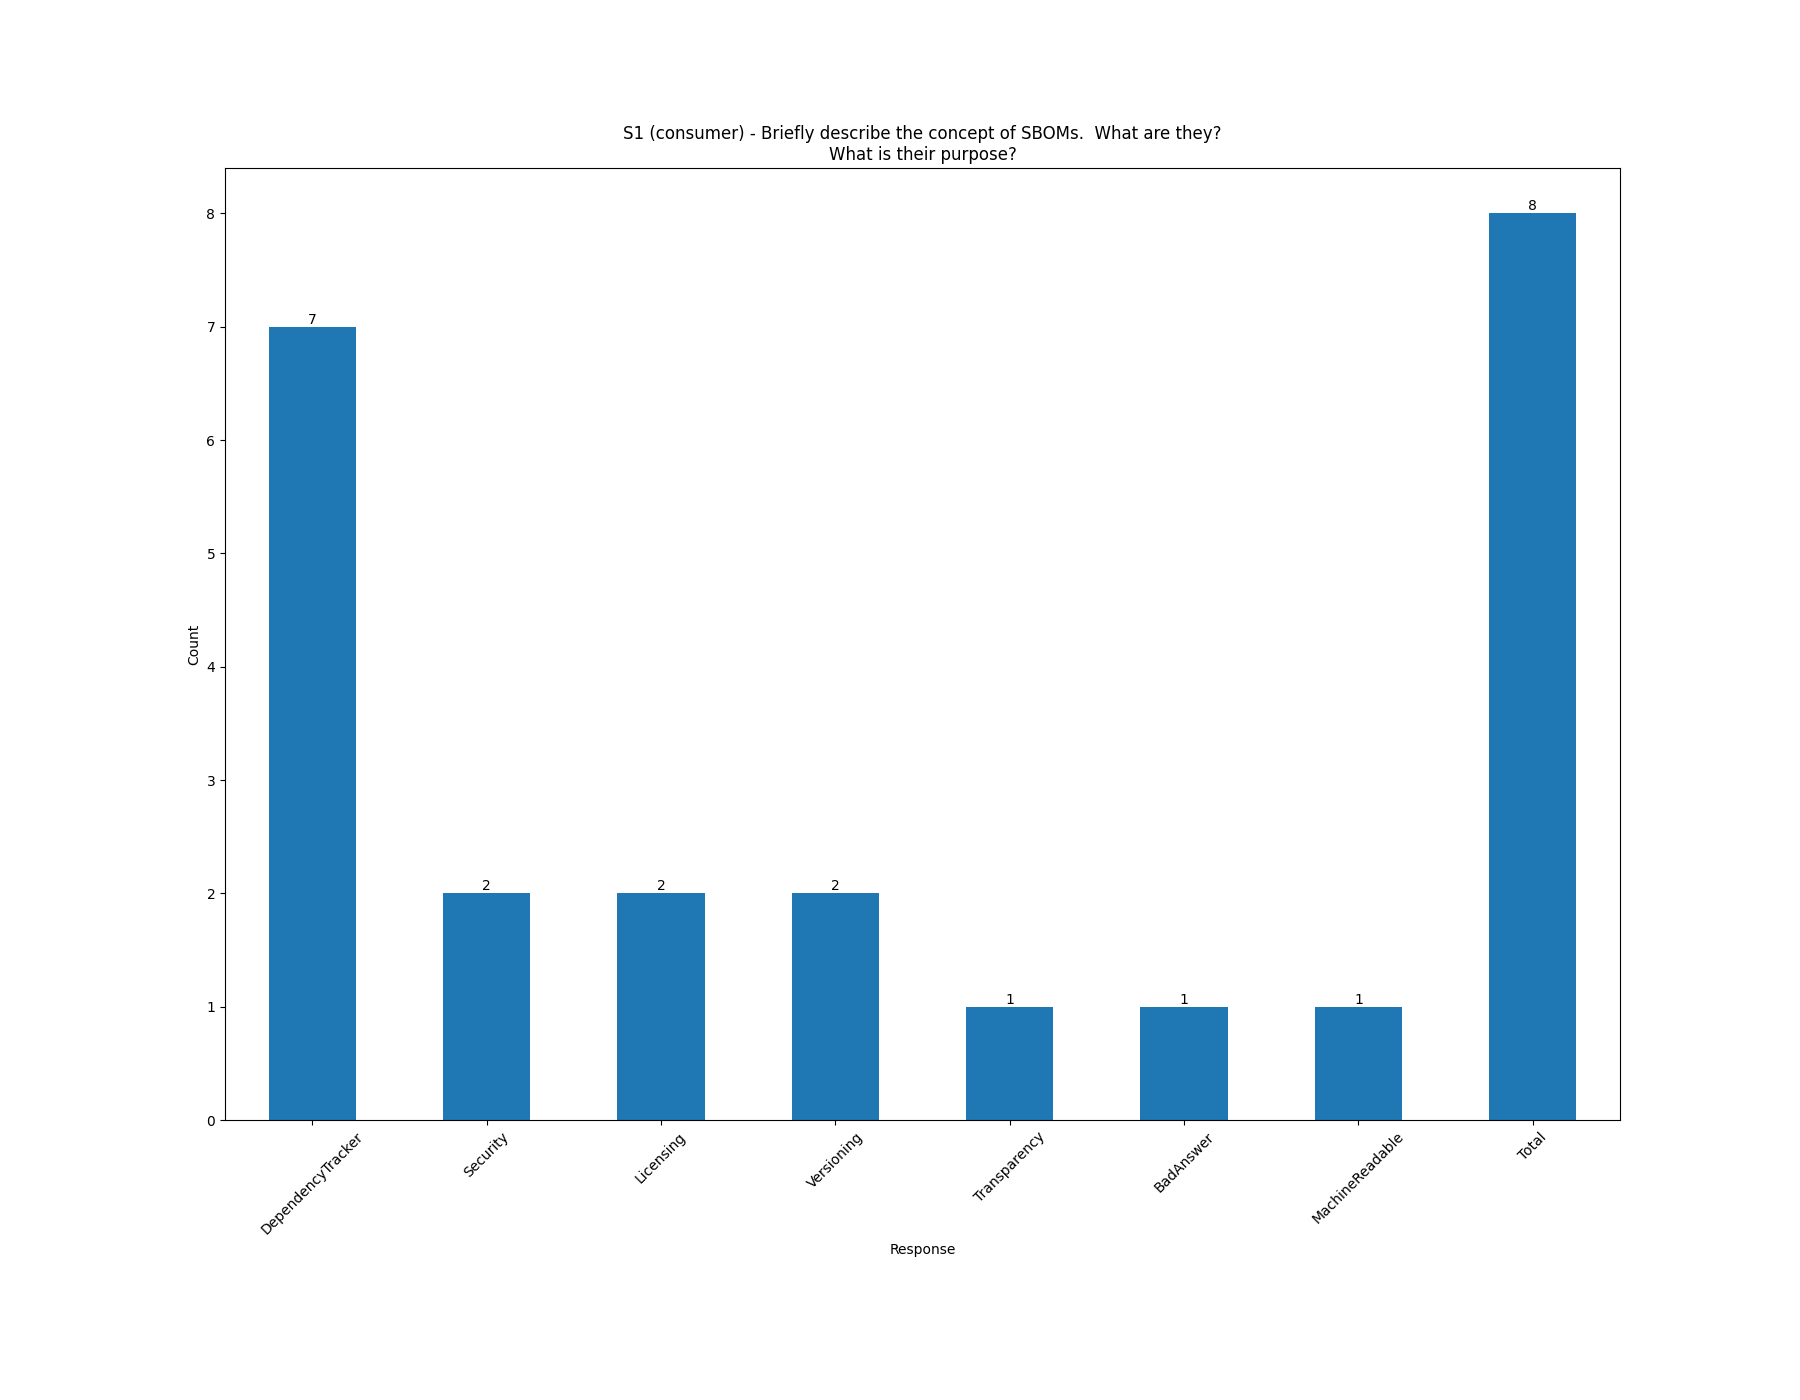 S1 (consumer) - Briefly describe the concept of SBOMs.  What are they?
What is their purpose?
8
7
6
5
4
3
2
1
0
Count
7
2
2
2
1
1
1
8
DependencyTracker
Security
Licensing
Versioning
Transparency
BadAnswer
MachineReadable
Total
Response